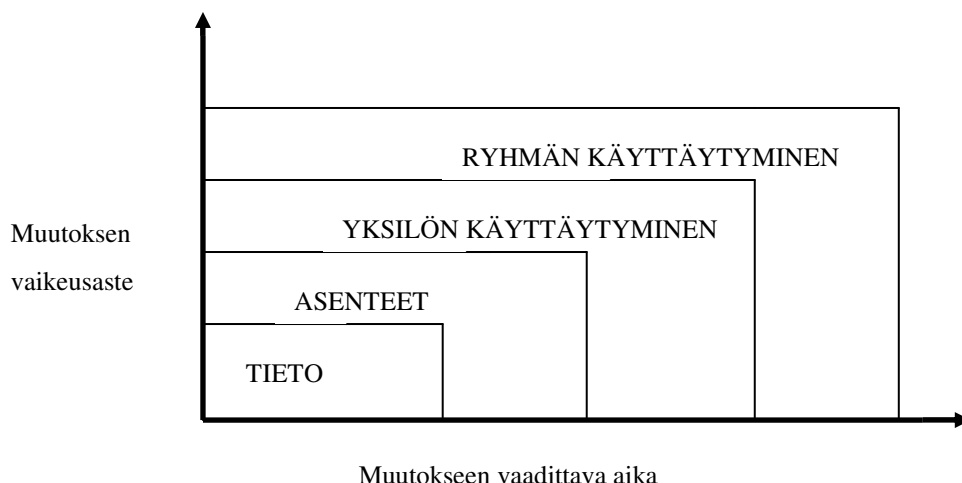 RYHMÄN KÄYTTÄYTYMINEN
YKSILÖN KÄYTTÄYTYMINEN
Muutoksen
vaikeusaste
ASENTEET
TIETO
Muutokseen vaadittava aika